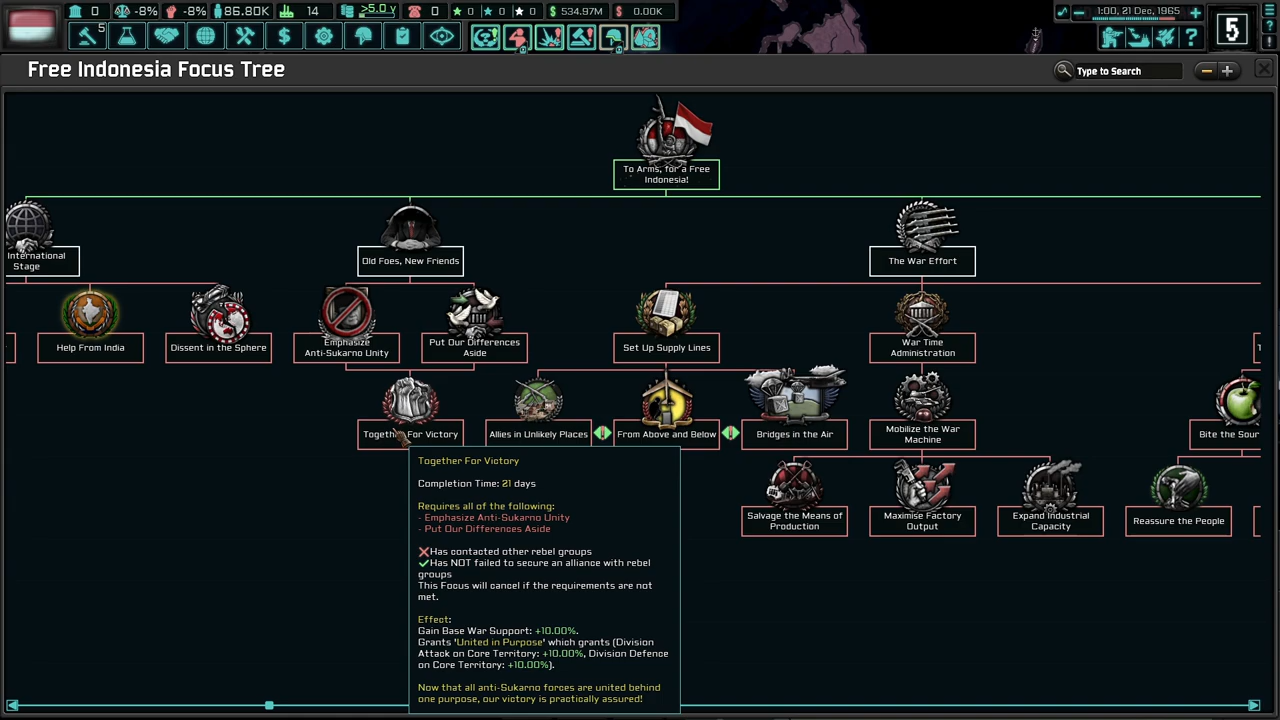 0
-8%
-8%
86.80K
14
>5.0 y
0
0
0
0
$ 534.97M
$ 0.00K
1:00, 21 Dec, 1965
5
5
?
?
!
Free Indonesia Focus Tree
Type to Search
To Arms, for a Free
Indonesia!
International
Stage
Old Foes, New Friends
The War Effort
Help From India
Dissent in the Sphere
Emphasize
Anti-Sukarno Unity
Put Our Differences
Aside
Set Up Supply Lines
War Time
Administration
Together For Victory
Allies in Unlikely Places
From Above and Below
Bridges in the Air
Mobilize the War
Machine
Bite the Sour
Salvage the Means of
Production
Maximise Factory
Output
Expand Industrial
Capacity
Reassure the People
Together For Victory
Completion Time: 21 days
Requires all of the following:
- Emphasize Anti-Sukarno Unity
- Put Our Differences Aside
Has contacted other rebel groups
Has NOT failed to secure an alliance with rebel
groups
This Focus will cancel if the requirements are not
met.
Effect:
Gain Base War Support: +10.00%.
Grants 'United in Purpose' which grants (Division
Attack on Core Territory: +10.00%, Division Defence
on Core Territory: +10.00%).
Now that all anti-Sukarno forces are united behind
one purpose, our victory is practically assured!